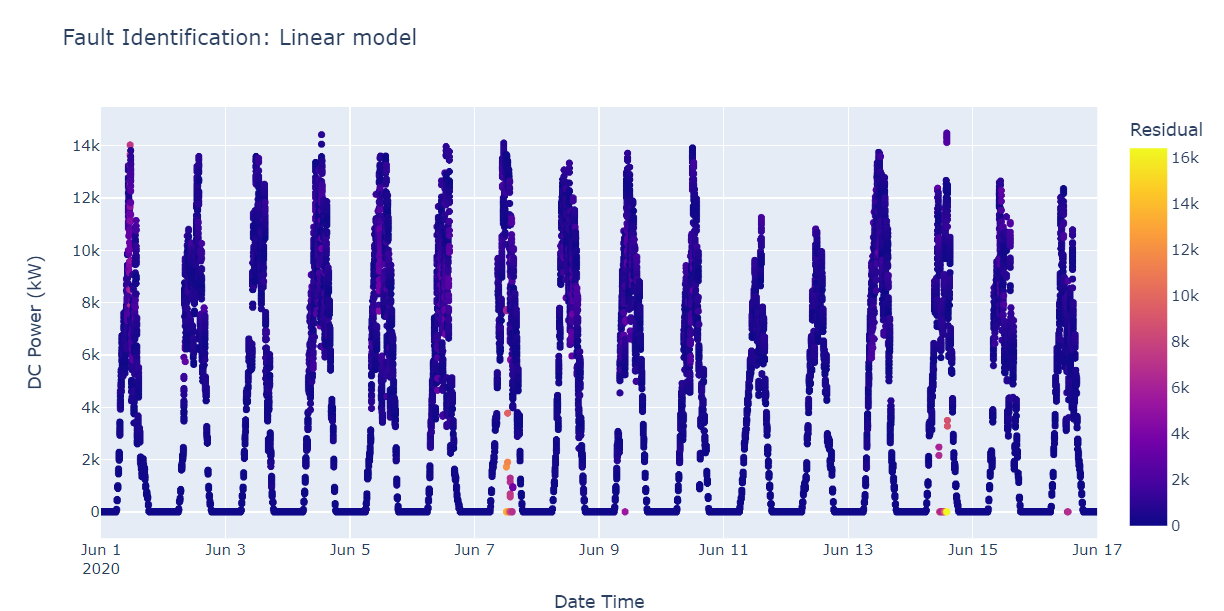 Fault Identification: Linear model
Residual
16k
14k
12k
10k
8k
6k
4k
2k
0
DC Power (kW)
14k
12k
10k
8k
6k
4k
2k
0
Jun 1
2020
Jun 3
Jun 5
Jun 7
Jun 9
Jun 11
Jun 13
Jun 15
Jun 17
Date Time